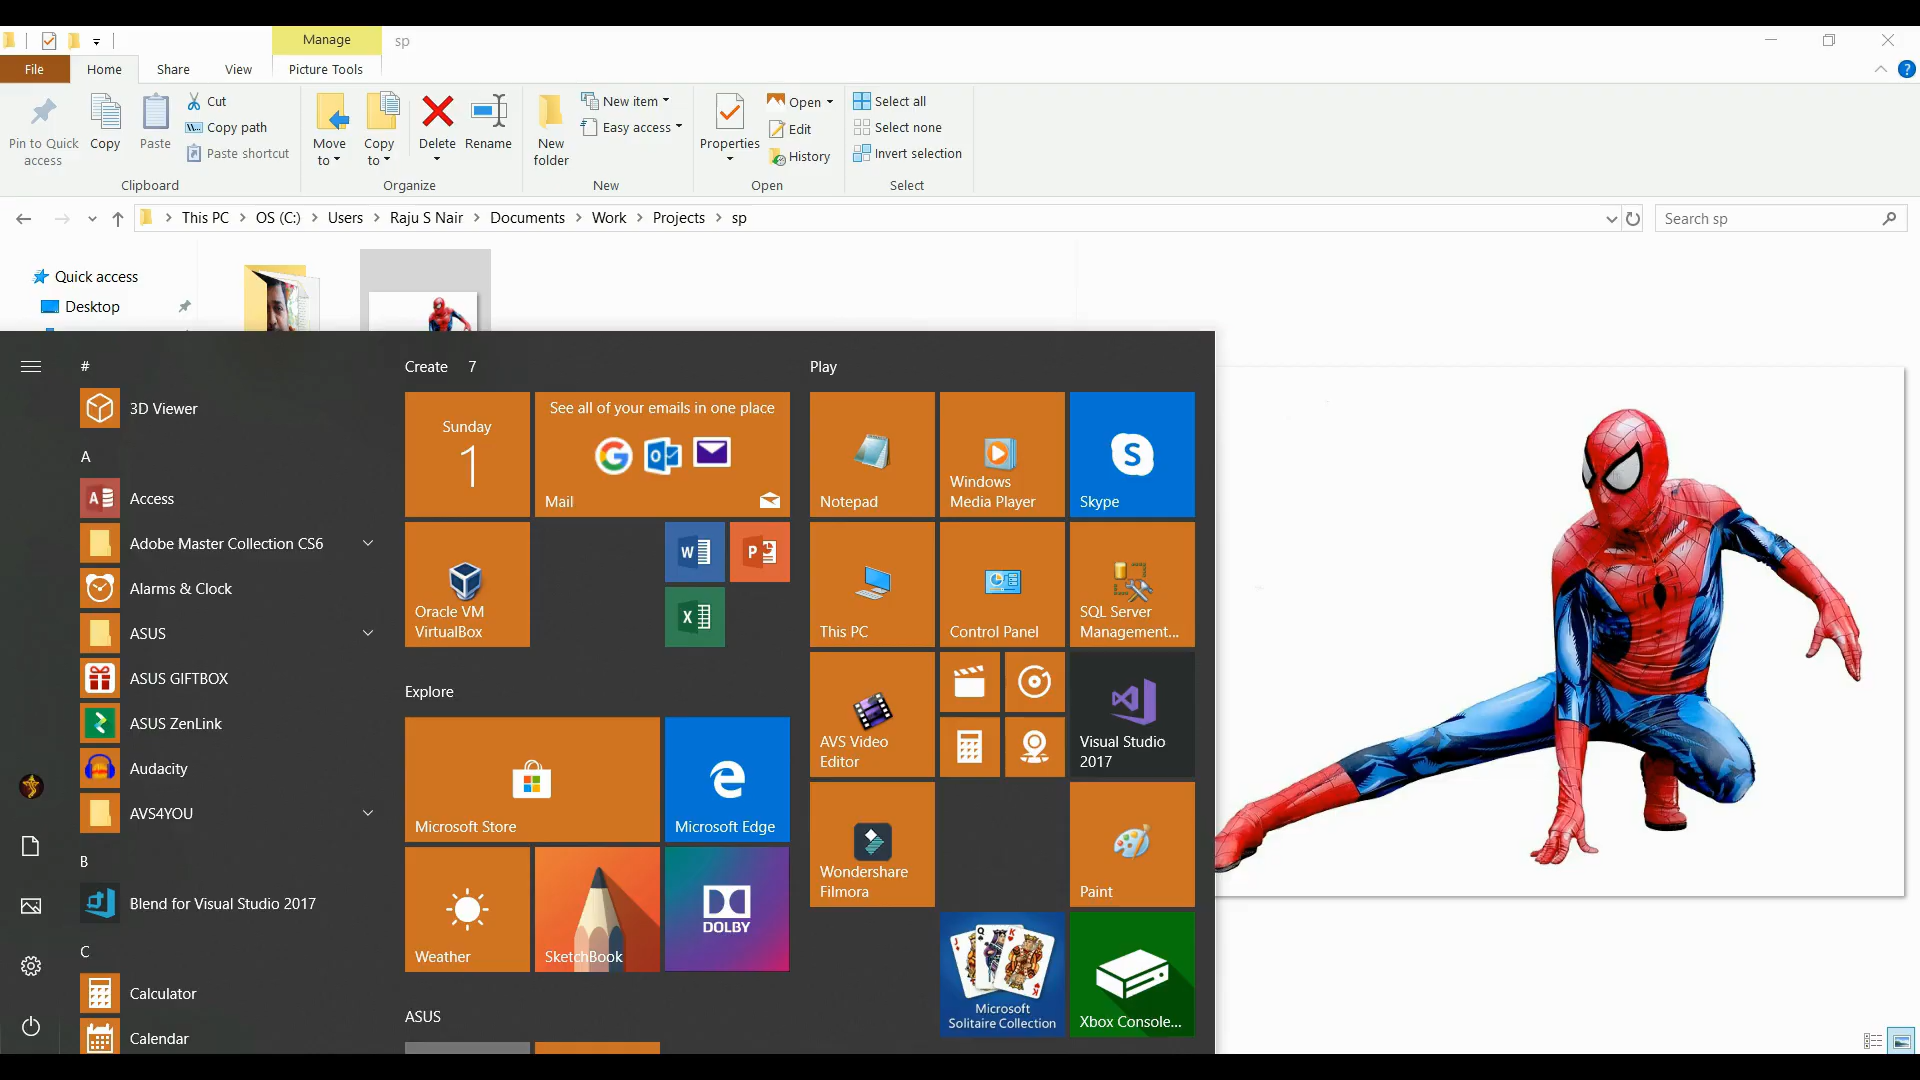 Manage
sp
File
Home
Share
View
Picture Tools
Pin to Quick
access
Copy
Paste
Cut
Copy path
Paste shortcut
Clipboard
Move
to
Copy
to
Delete
Rename
Organize
New
folder
New item
Easy access
New
Properties
Open
Edit
History
Open
Select all
Select none
Invert selection
Select
This PC
OS (C:)
Users
Raju S Nair
Documents
Work
Projects
sp
Search sp
Quick access
Desktop
#
3D Viewer
A
Access
Adobe Master Collection CS6
Alarms & Clock
ASUS
ASUS GIFTBOX
ASUS ZenLink
Audacity
AVS4YOU
B
Blend for Visual Studio 2017
C
Calculator
Calendar
Create 7
Sunday
1
See all of your emails in one place
Mail
Oracle VM
VirtualBox
Explore
Microsoft Store
Microsoft Edge
Weather
SketchBook
DOLBY
ASUS
Play
Notepad
Windows
Media Player
Skype
This PC
Control Panel
SQL Server
Management...
AVS Video
Editor
Visual Studio
2017
Wondershare
Filmora
Paint
Microsoft
Solitaire Collection
Xbox Console...